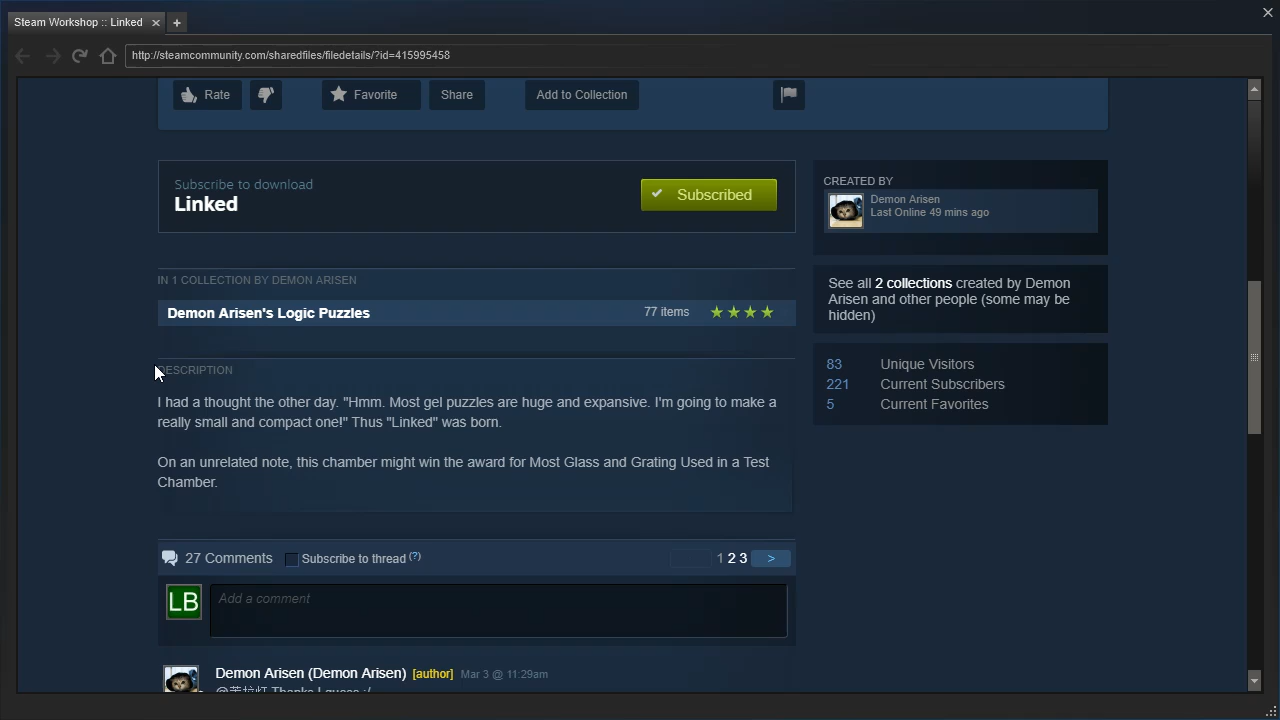 Steam Workshop :: Linked
http://steamcommunity.com/sharedfiles/filedetails/?id=415995458
Rate
Favorite
Share
Add to Collection
Subscribe to download
Linked
Subscribed
CREATED BY
Demon Arisen
Last Online 49 mins ago
IN 1 COLLECTION BY DEMON ARISEN
Demon Arisen's Logic Puzzles
77 items
See all 2 collections created by Demon
Arisen and other people (some may be
hidden)
83 Unique Visitors
221 Current Subscribers
5 Current Favorites
DESCRIPTION
I had a thought the other day. "Hmm. Most gel puzzles are huge and expansive. I'm going to make a
really small and compact one!" Thus "Linked" was born.
On an unrelated note, this chamber might win the award for Most Glass and Grating Used in a Test
Chamber.
27 Comments
Subscribe to thread (?)
1 2 3 >
LB
Add a comment
Demon Arisen (Demon Arisen) [author] Mar 3 @ 11:29am